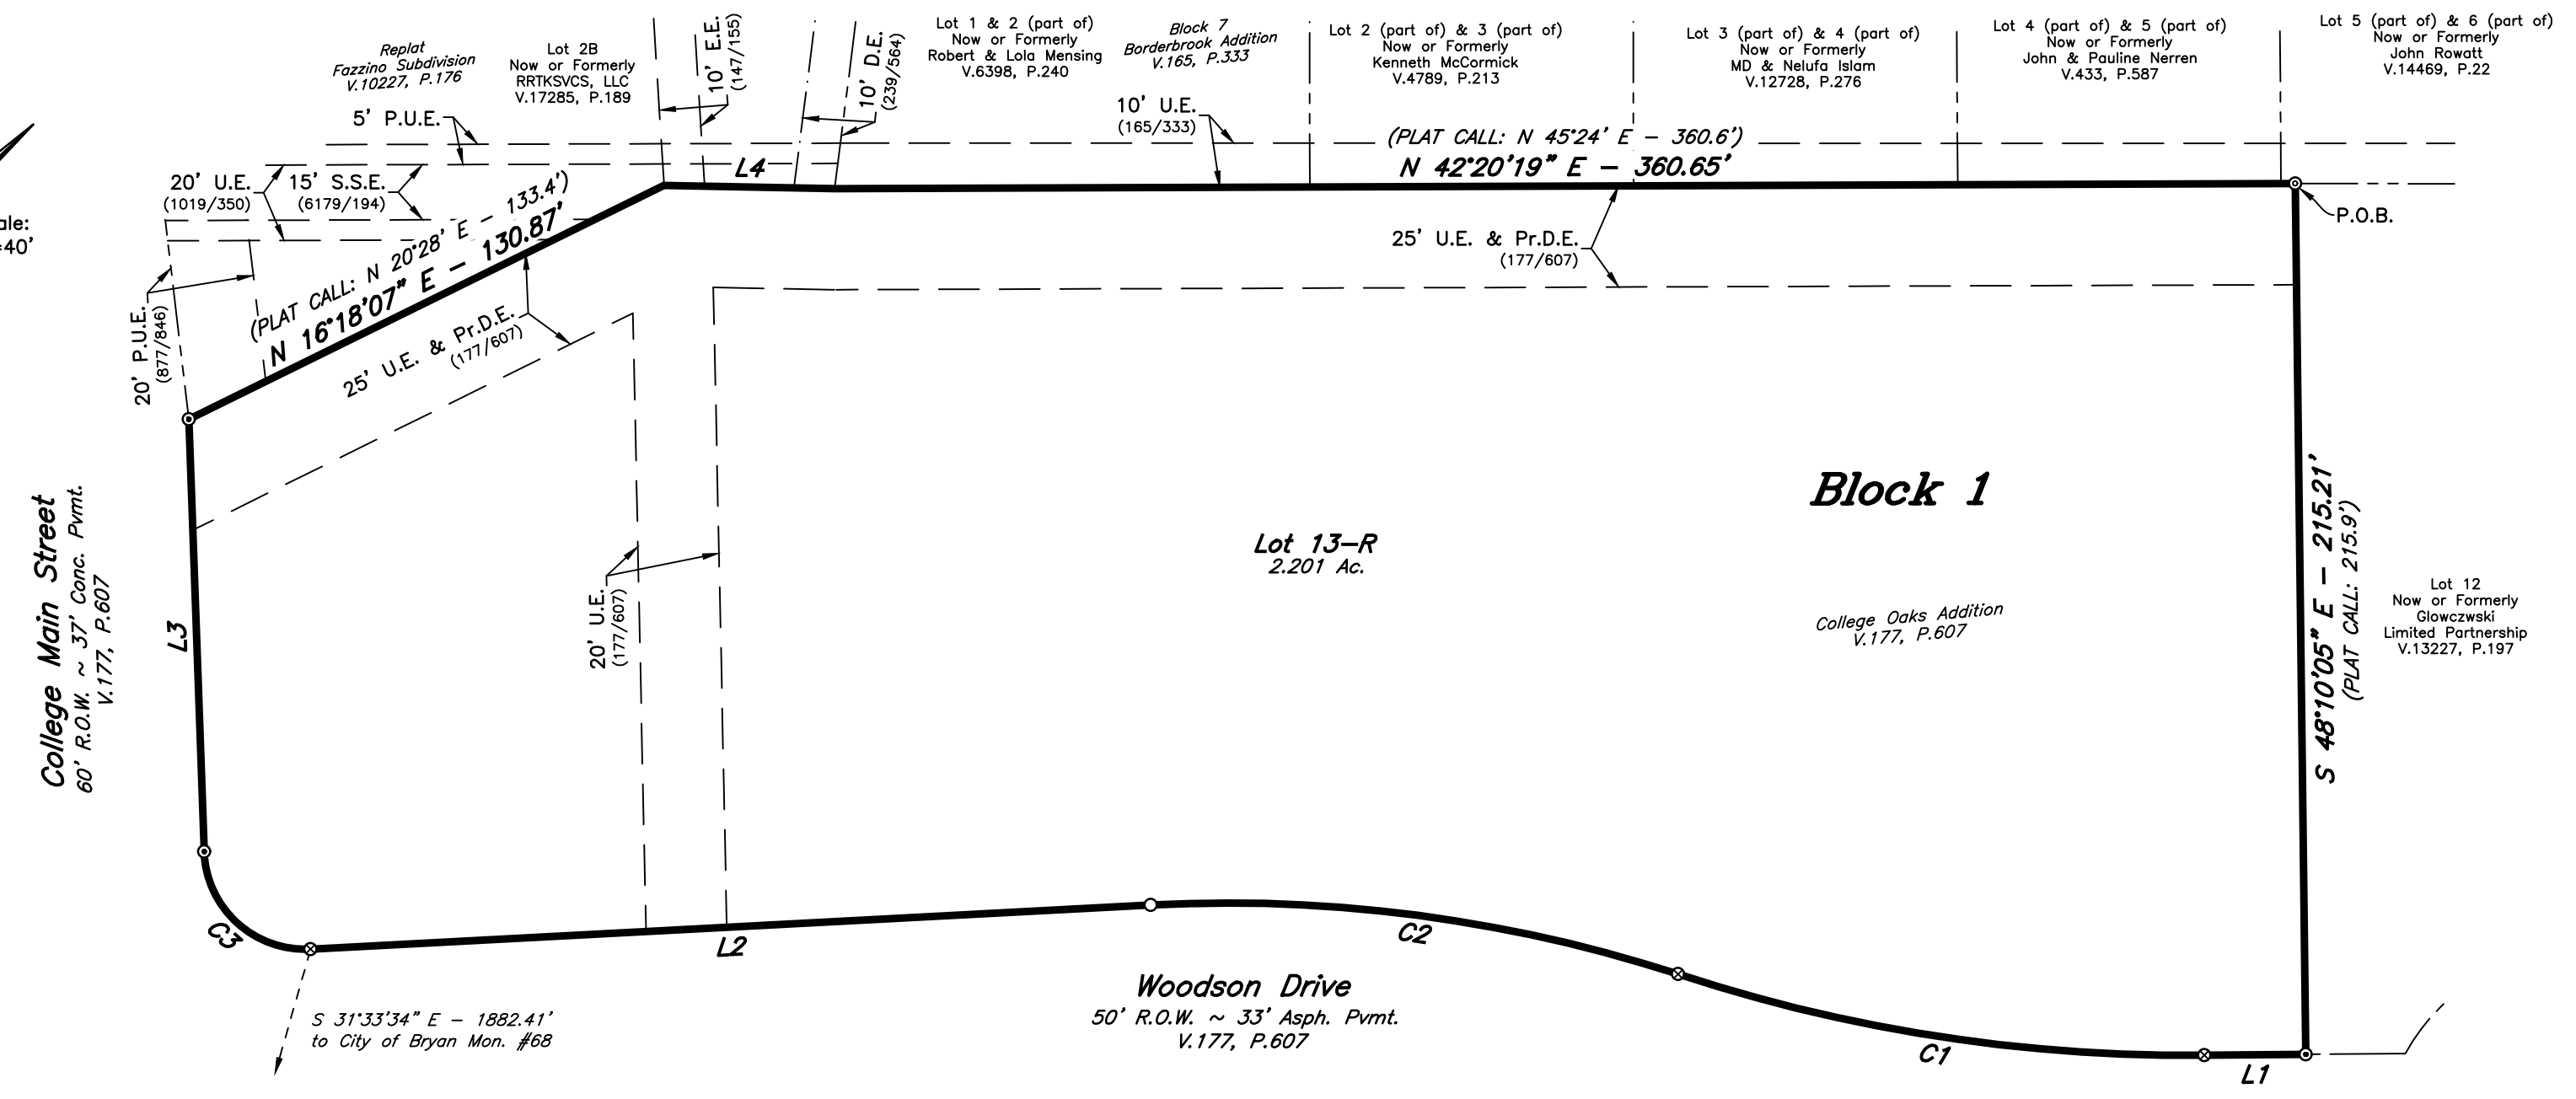 Replat
Fazzino Subdivision
V.10227, P.176
Lot 2B
Now or Formerly
RRTKSVCS, LLC
V.17285, P.189
10' E.E.
(147/155)
10' D.E.
(239/564)
Lot 1 & 2 (part of)
Now or Formerly
Robert & Lola Mensing
V.6398, P.240
Block 7
Borderbrook Addition
V.165, P.333
Lot 2 (part of) & 3 (part of)
Now or Formerly
Kenneth McCormick
V.4789, P.213
Lot 3 (part of) & 4 (part of)
Now or Formerly
MD & Nelufa Islam
V.12728, P.276
Lot 4 (part of) & 5 (part of)
Now or Formerly
John & Pauline Nerren
V.433, P.587
Lot 5 (part of) & 6 (part of)
Now or Formerly
John Rowatt
V.14469, P.22
5' P.U.E.
10' U.E.
(165/333)
(PLAT CALL: N 45°24' E - 360.6')
N 42°20'19" E - 360.65'
L4
20' U.E.
(1019/350)
15' S.S.E.
(6179/194)
ale:
=40'
P.O.B.
(PLAT CALL: N 20°28' E - 133.4')
N 16°18'07" E - 130.87'
25' U.E. & Pr.D.E.
(177/607)
25' U.E. & Pr.D.E.
(177/607)
20' P.U.E.
(877/846)
Block 1
Lot 13-R
2.201 Ac.
College Oaks Addition
V.177, P.607
S 48°10'05" E - 215.21'
(PLAT CALL: 215.9')
Lot 12
Now or Formerly
Glowczwski
Limited Partnership
V.13227, P.197
College Main Street
60' R.O.W. ~ 37' Conc. Pvmt.
V.177, P.607
L3
20' U.E.
(177/607)
C3
L2
C2
C1
L1
Woodson Drive
50' R.O.W. ~ 33' Asph. Pvmt.
V.177, P.607
S 31°33'34" E - 1882.41'
to City of Bryan Mon. #68